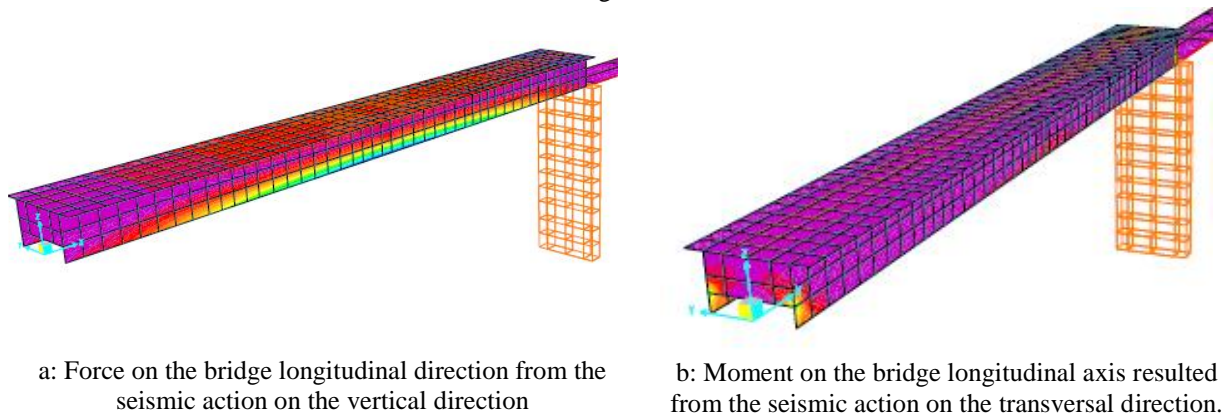 a: Force on the bridge longitudinal direction from the
seismic action on the vertical direction
b: Moment on the bridge longitudinal axis resulted
from the seismic action on the transversal direction
Z
X
Z
Y